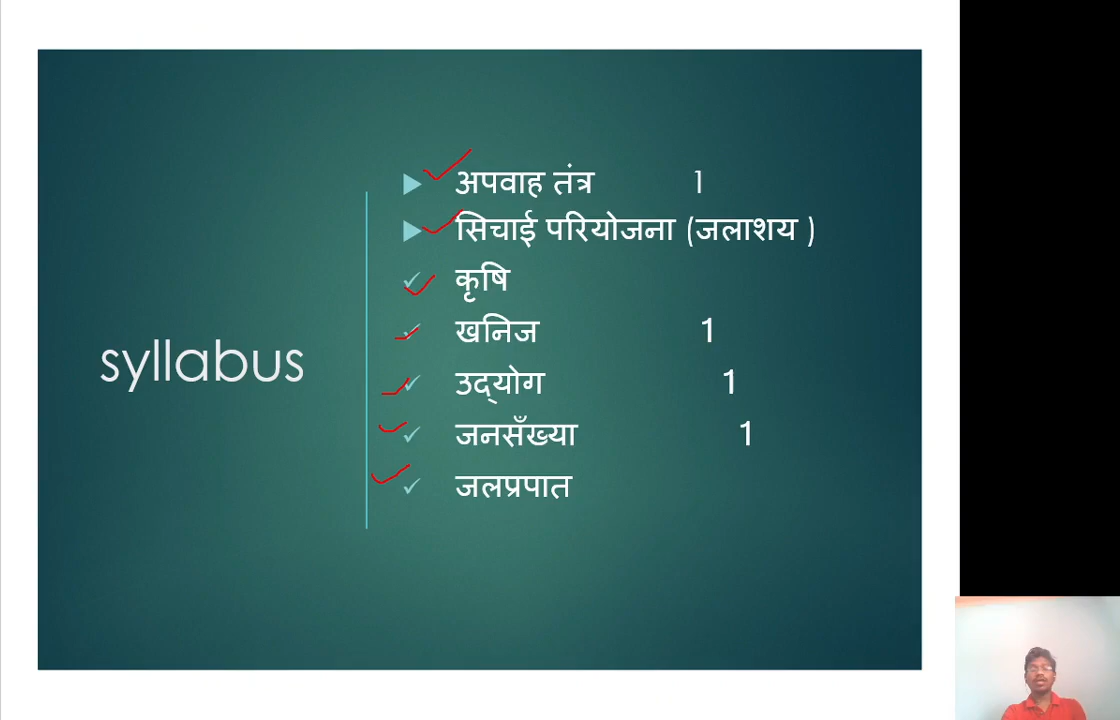 syllabus
अपवाह तंत्र 1
सिचाई परियोजना (जलाशय )
कृषि
खनिज 1
उद्योग 1
जनसँख्या 1
जलप्रपात